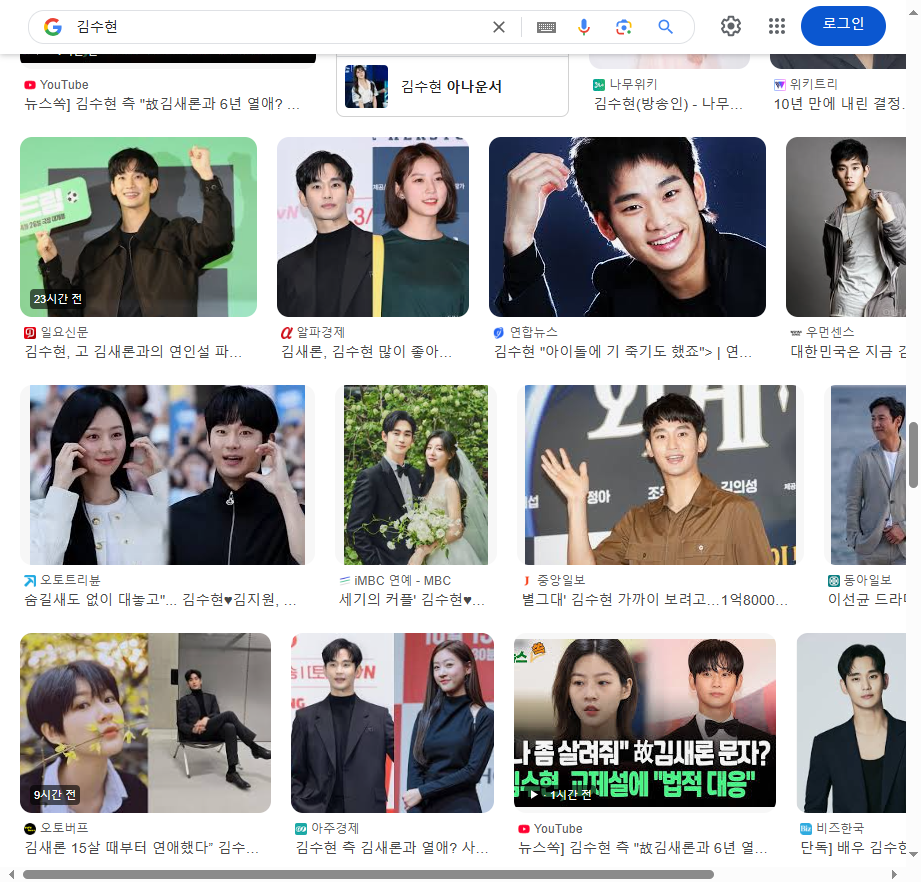 김수현
로그인
YouTube
뉴스쏙] 김수현 즉 "故김새론과 6년 열애? ...
김수현 아나운서
나무위키
김수현(방송인) - 나무...
위키트리
10년 만에 내린 결정.
23시간 전
일요신문
김수현, 고 김새론과의 연인설 파...
3/
알파경제
김새론, 김수현 많이 좋아...
연합뉴스
김수현 "아이돌에 기 죽기도 했죠"> | 연...
우먼센스
대한민국은 지금 김
오토트리뷴
숨길새도 없이 대놓고"... 김수현♥김지원, ...
iMBC 연예 - MBC
세기의 커플' 김수현♥...
정아
김의성
중앙일보
별그대' 김수현 가까이 보려고...1억8000...
동아일보
이선균 드라마
9시간 전
오토버프
김새론 15살 때부터 연애했다” 김수...
아주경제
김수현 즉 김새론과 열애? 사...
나 좀 살려줘" 故김새론 문자?
김수현, 교제설에 "법적 대응"
1시간 전
YouTube
뉴스쏙] 김수현 즉 "故김새론과 6년 열...
비즈한국
단독] 배우 김수현